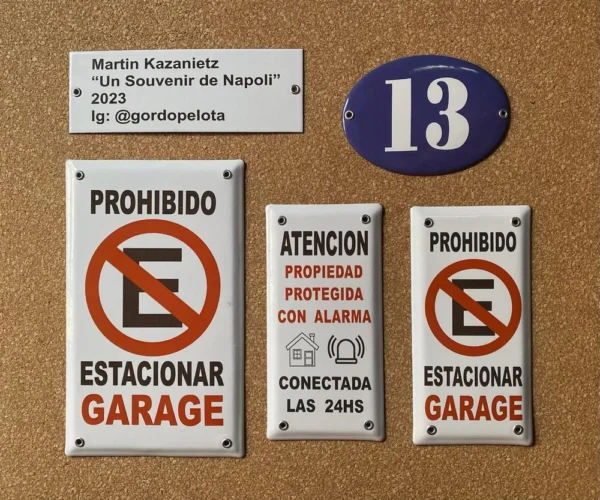 Martin Kazanietz
“Un Souvenir de Napoli”
2023
Ig: @gordopelota
13
PROHIBIDO
E
ESTACIONAR
GARAGE
ATENCION
PROPIEDAD
PROTEGIDA
CON ALARMA
CONECTADA
LAS 24HS
PROHIBIDO
E
ESTACIONAR
GARAGE